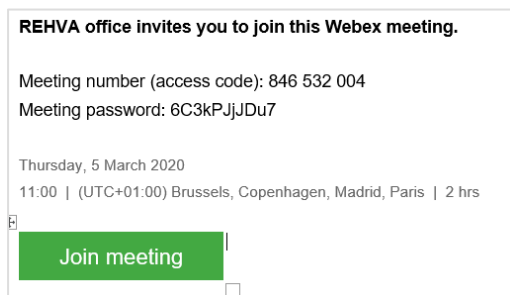 REHVA office invites you to join this Webex meeting.
Meeting number (access code): 846 532 004
Meeting password: 6C3kPJjJDu7
Thursday, 5 March 2020
11:00 | (UTC+01:00) Brussels, Copenhagen, Madrid, Paris | 2 hrs
Join meeting